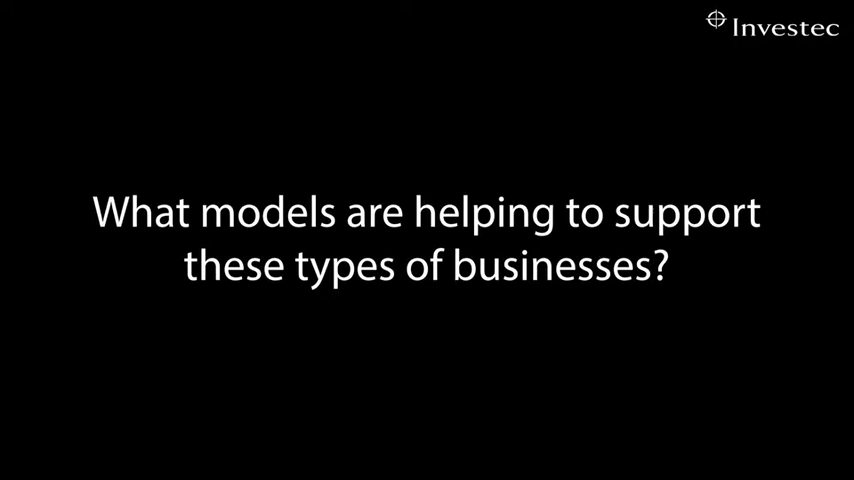 Investec
What models are helping to support
these types of businesses?